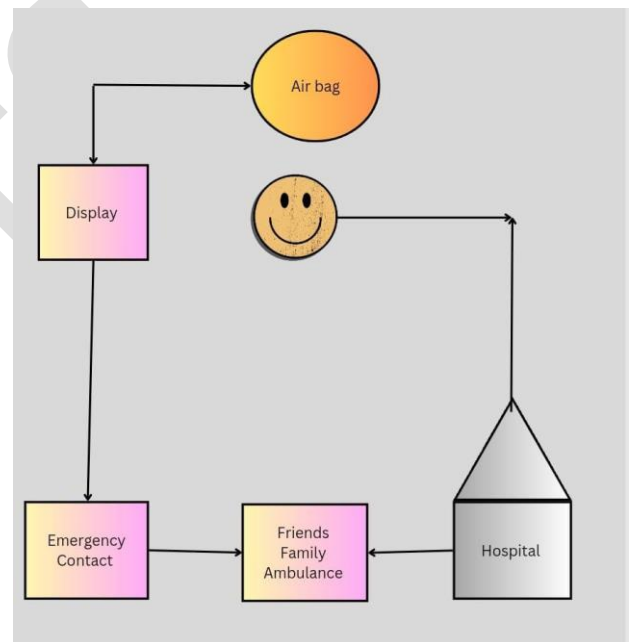 Air bag
Display
Emergency
Contact
Friends
Family
Ambulance
Hospital